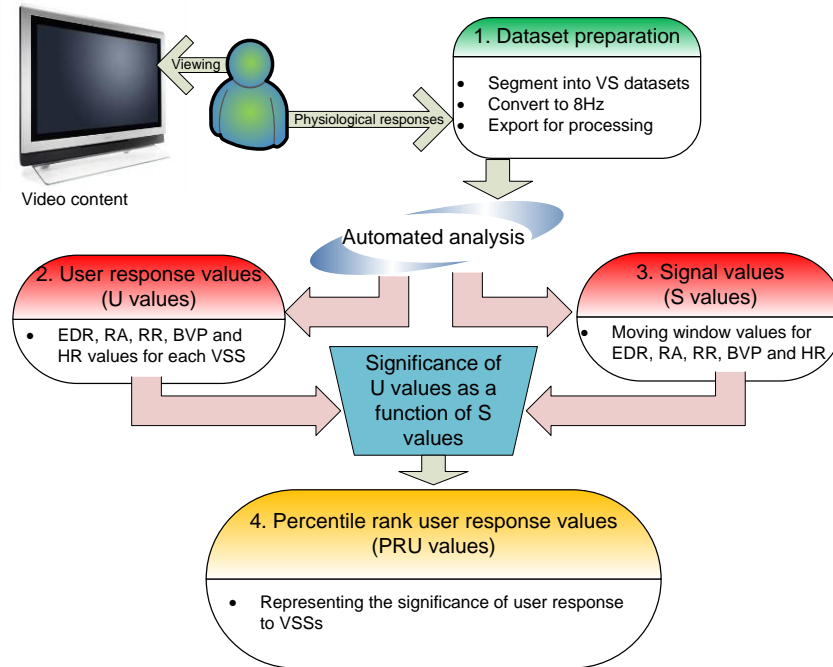 Viewing
Physiological responses
Video content
1. Dataset preparation
• Segment into VS datasets
• Convert to 8Hz
• Export for processing
Automated analysis
2. User response values
(U values)
• EDR, RA, RR, BVP and
HR values for each VSS
3. Signal values
(S values)
• Moving window values for
EDR, RA, RR, BVP and HR
Significance of
U values as a
function of S
values
4. Percentile rank user response values
(PRU values)
• Representing the significance of user response
to VSSs